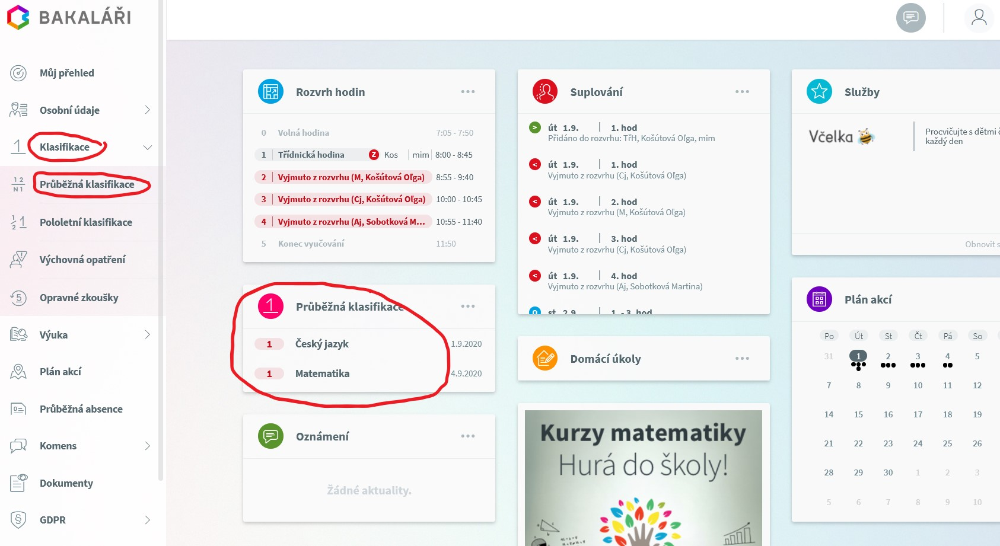 BAKALÁŘI
Můj přehled
Osobní údaje
Klasifikace
Průběžná klasifikace
Pololetní klasifikace
Výchovná opatření
Opravné zkoušky
Výuka
Plán akcí
Průběžná absence
Komens
Dokumenty
GDPR
Rozvrh hodin
0 Volná hodina 7:05 - 7:50
1 Třídnická hodina Z Kos mim 8:00 - 8:45
2 Vyjmuto z rozvrhu (M, Košútová Oľga) 8:55 - 9:40
3 Vyjmuto z rozvrhu (Cj, Košútová Oľga) 10:00 - 10:45
4 Vyjmuto z rozvrhu (Aj, Sobotková M... 10:55 - 11:40
5 Konec vyučování 11:50
Průběžná klasifikace
1 Český jazyk 1.9.2020
1 Matematika 4.9.2020
Oznámení
Žádné aktuality.
Suplování
> út 1.9. 1. hod
Přidáno do rozvrhu: TřH, Košútová Oľga, mim
< út 1.9. 1. hod
Vyjmuto z rozvrhu (Cj, Košútová Oľga)
< út 1.9. 2. hod
Vyjmuto z rozvrhu (M, Košútová Oľga)
< út 1.9. 3. hod
Vyjmuto z rozvrhu (Cj, Košútová Oľga)
< út 1.9. 4. hod
Vyjmuto z rozvrhu (Aj, Sobotková Martina)
st 2.9. 1. - 3. hod
Domácí úkoly
Kurzy matematiky
Hurá do školy!
Služby
Včelka
Procvičujte s dětmi č
každý den
Obnovit s
Plán akcí
Po Út St Čt Pá So
31 1 2 3 4 5
7 8 9 10 11 12
14 15 16 17 18 19
21 22 23 24 25 26
28 29 30 1 2 3
5 6 7 8 9 10